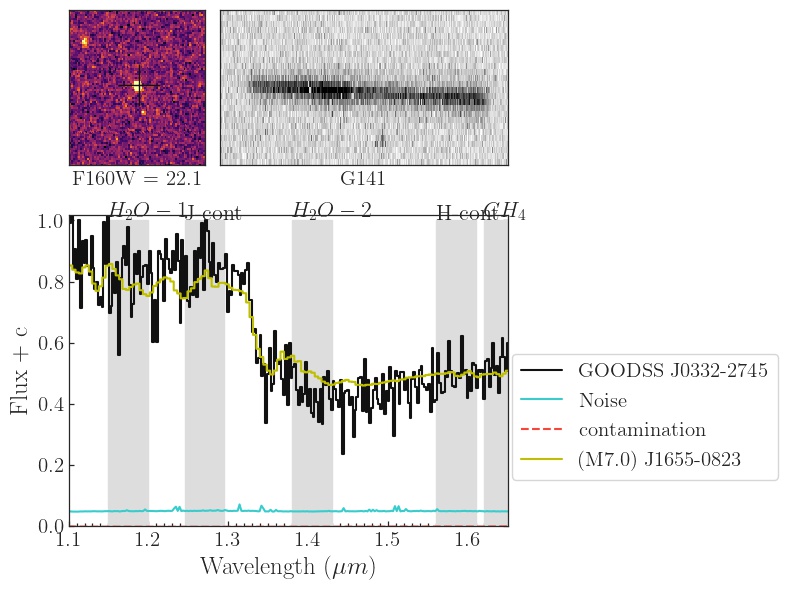 F160W = 22.1
G141
H2O − 1
J cont
H2O − 2
H cont
CH4
1.0
0.8
0.6
0.4
0.2
0.0
Flux + c
1.1 1.2 1.3 1.4 1.5 1.6
Wavelength (μm)
GOODSS J0332-2745
Noise
contamination
(M7.0) J1655-0823